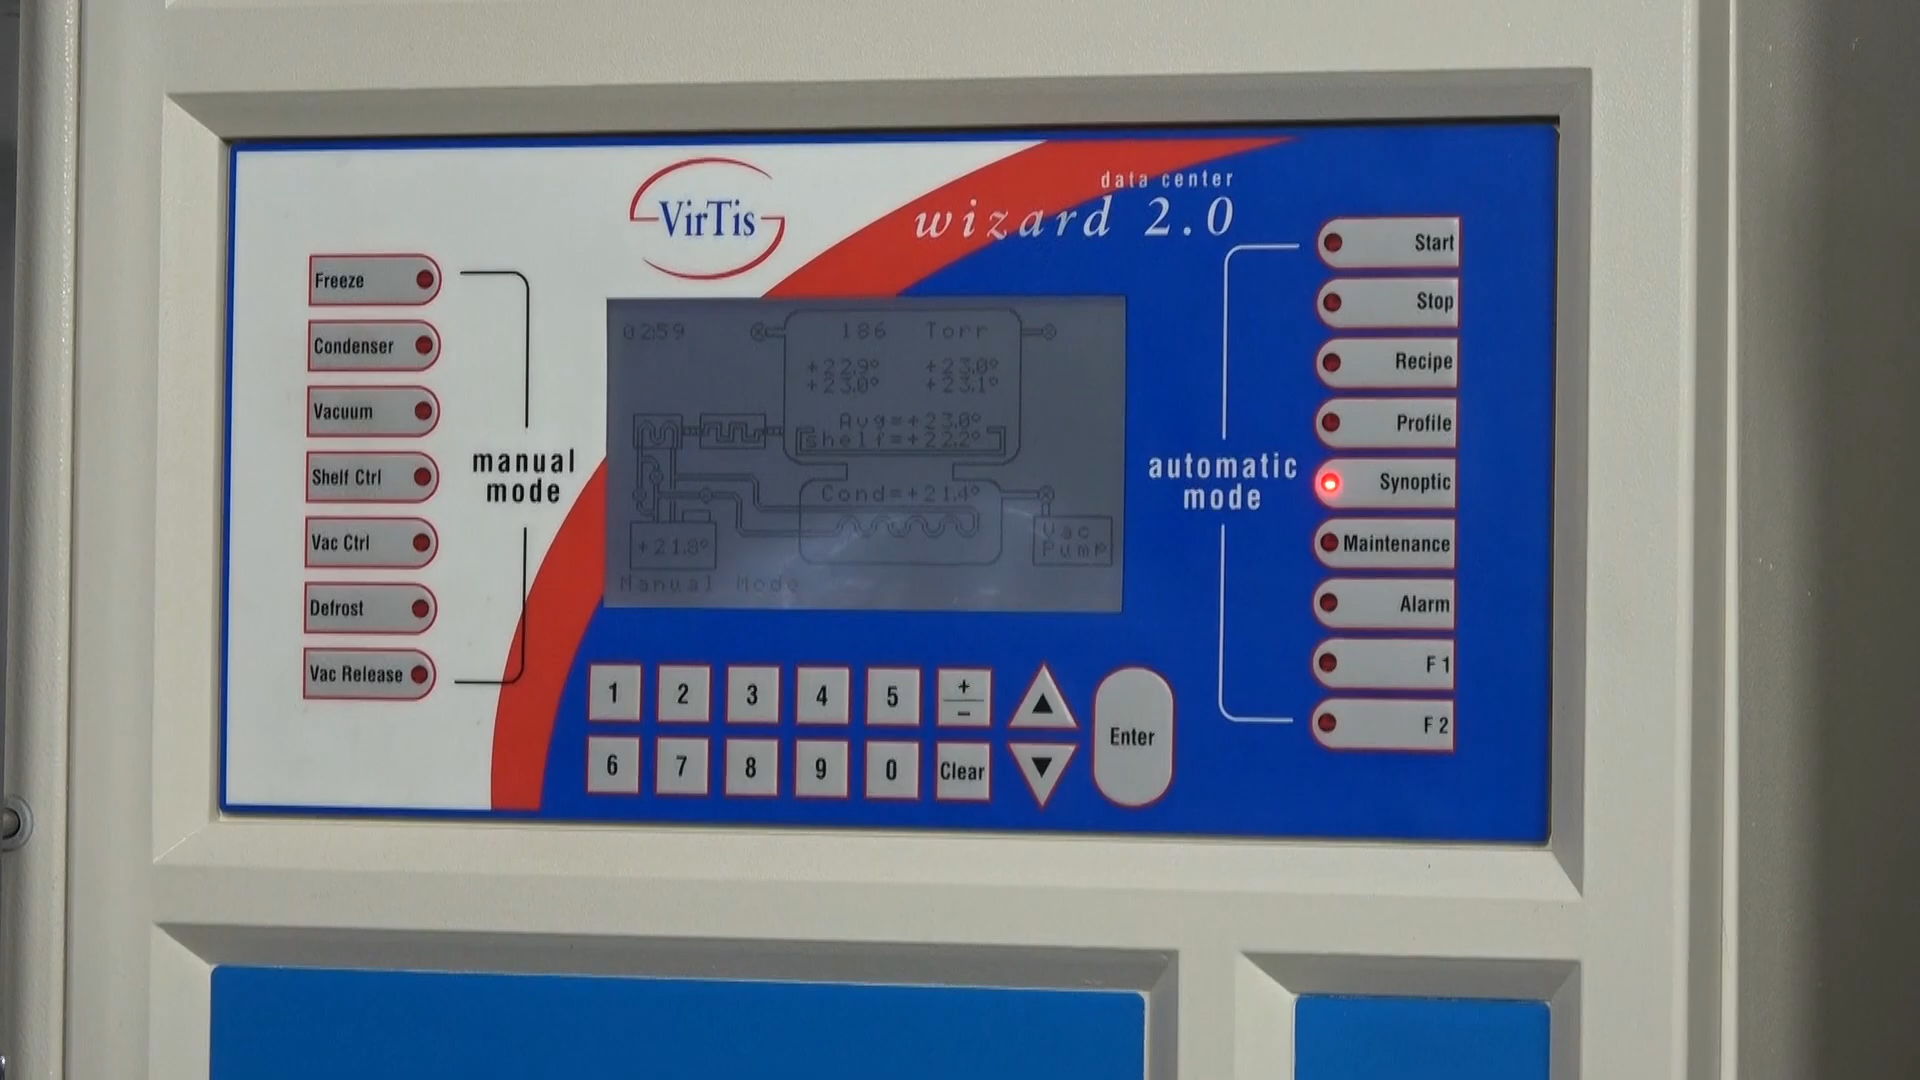 VirTis
data center
wizard 2.0
Freeze
Condenser
Vacuum
Shelf Ctrl
Vac Ctrl
Defrost
Vac Release
manual
mode
02:59
186 Torr
+22.9° +23.0°
+23.0° +23.1°
Avg=+23.0°
shelf=+22.2°
Cond=+21.4°
+21.8°
Vac
Pump
Manual Mode
automatic
mode
Start
Stop
Recipe
Profile
Synoptic
Maintenance
Alarm
F 1
F 2
1 2 3 4 5 + −
6 7 8 9 0 Clear
Enter